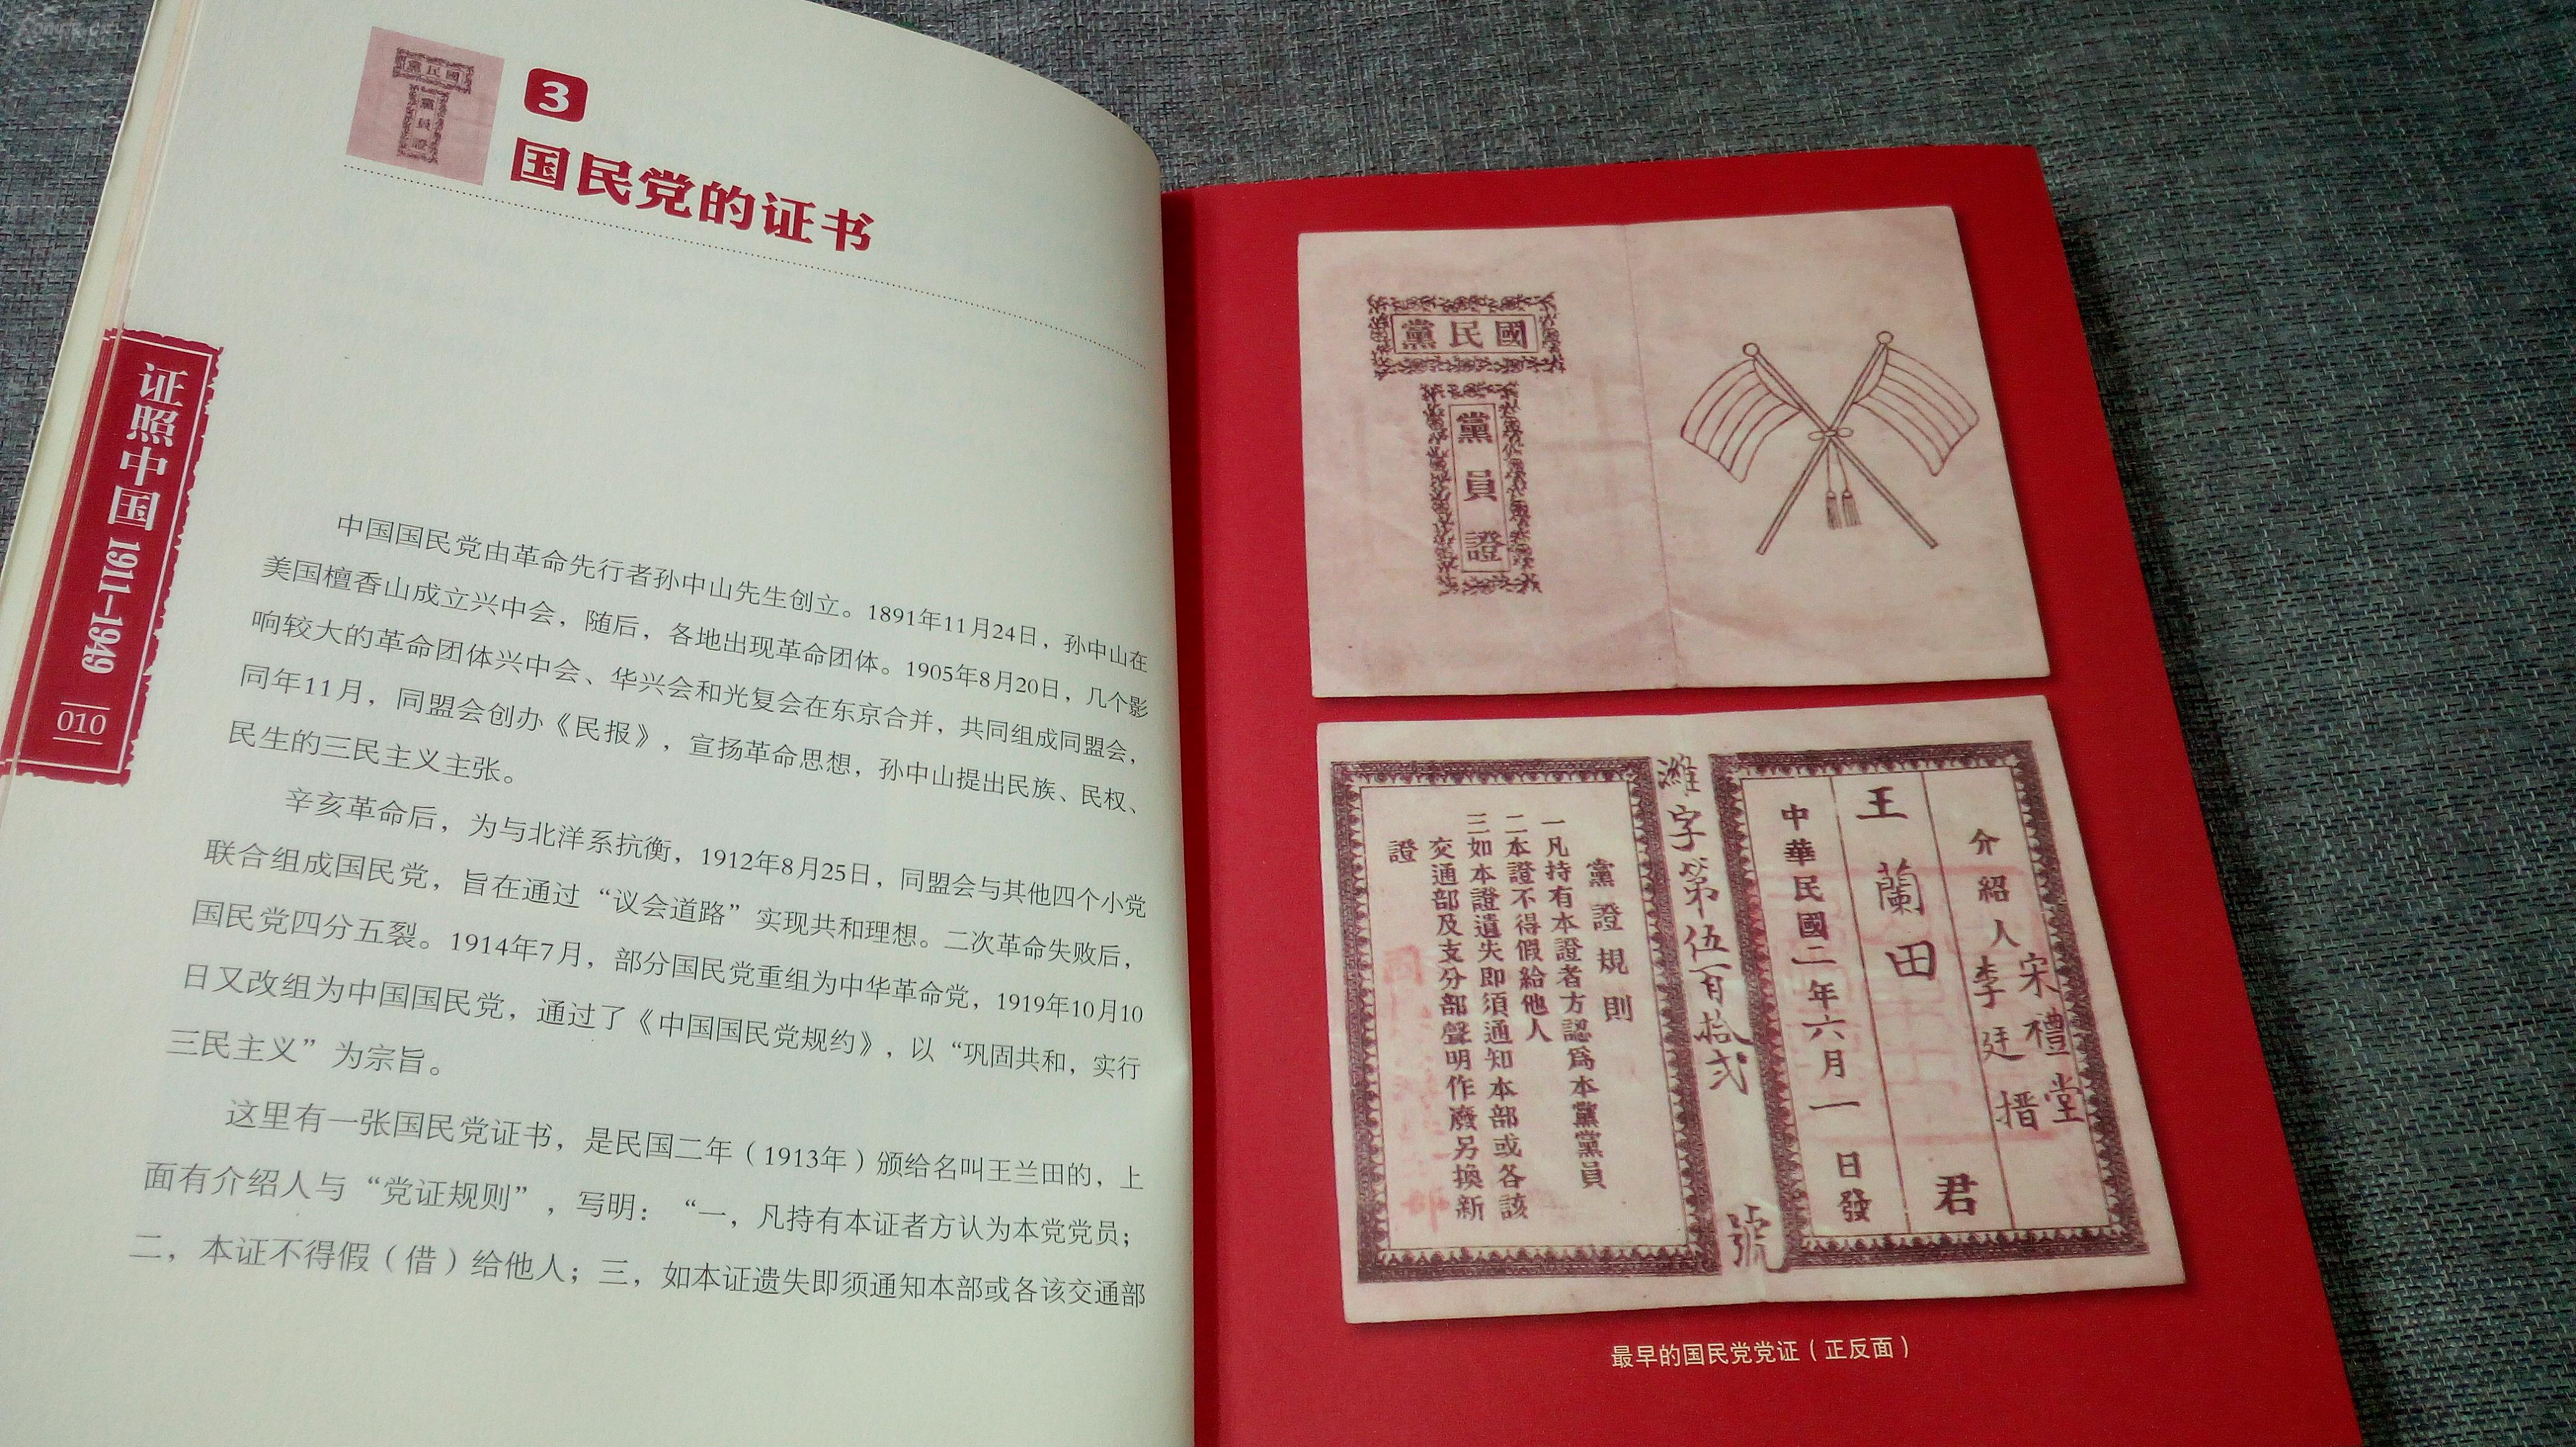 國民黨
黨員證
3
国民党的证书
中国国民党由革命先行者孙中山先生创立。1891年11月24日，孙中山在
美国檀香山成立兴中会，随后，各地出现革命团体。1905年8月20日，几个影
响较大的革命团体兴中会、华兴会和光复会在东京合并，共同组成同盟会，
同年11月，同盟会创办《民报》，宣扬革命思想，孙中山提出民族、民权、
民生的三民主义主张。
辛亥革命后，为与北洋系抗衡，1912年8月25日，同盟会与其他四个小党
联合组成国民党，旨在通过“议会道路”实现共和理想。二次革命失败后，
国民党四分五裂。1914年7月，部分国民党重组为中华革命党，1919年10月10
日又改组为中国国民党，通过了《中国国民党规约》，以“巩固共和，实行
三民主义”为宗旨。
这里有一张国民党证书，是民国二年（1913年）颁给名叫王兰田的，上
面有介绍人与“党证规则”，写明：“一，凡持有本证者方认为本党党员；
二，本证不得假（借）给他人；三，如本证遗失即须通知本部或各该交通部
证照中国 1911-1949
010
國民黨
黨員證
介紹人
宋禮堂
李廷搢
王蘭田君
中華民國二年六月一日發
濰字第伍百拾弍號
黨證規則
一凡持有本證者方認爲本黨黨員
二本證不得假給他人
三如本證遺失即須通知本部或各該
交通部及支分部聲明作廢另換新
證
最早的国民党党证（正反面）